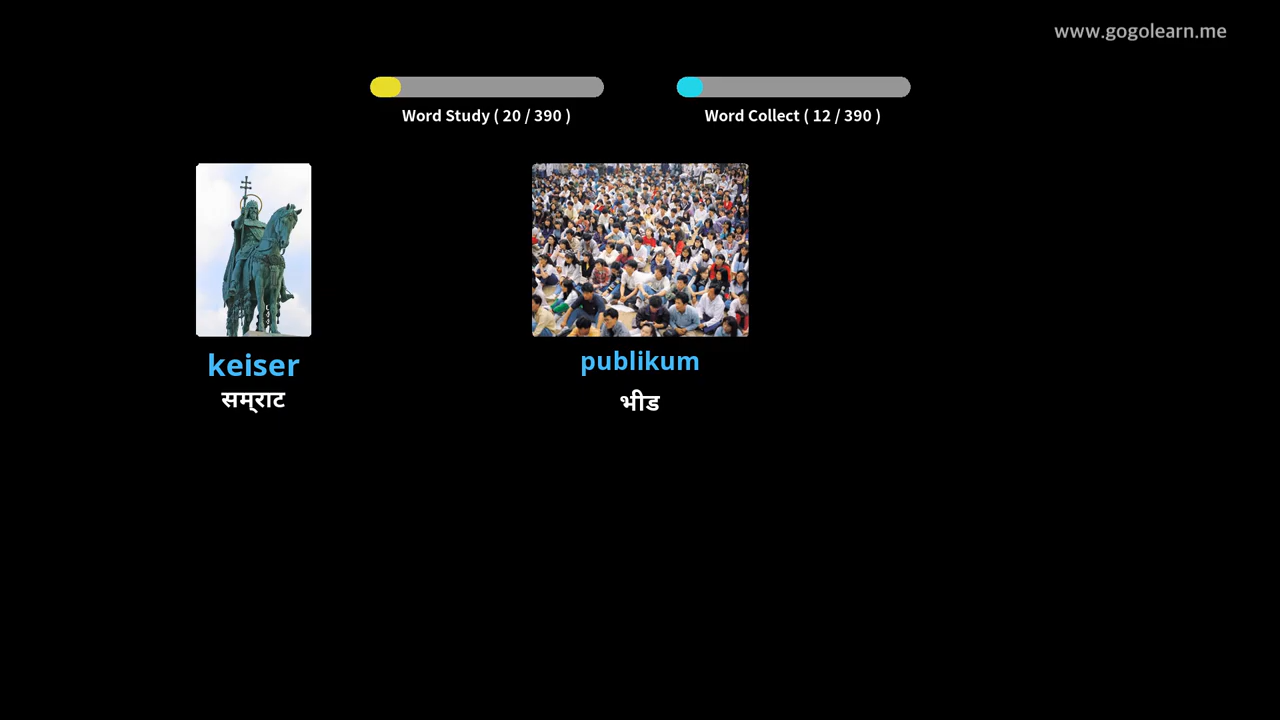 www.gogolearn.me
Word Study ( 20 / 390 )
Word Collect ( 12 / 390 )
keiser
सम्राट
publikum
भीड